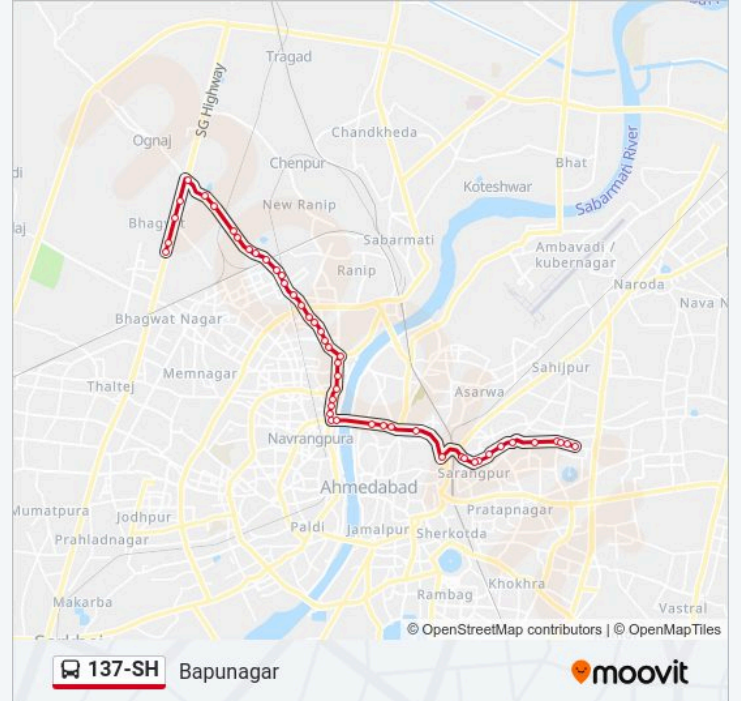 Tragad
SG Highway
Ognaj
Chandkheda
Chenpur
Bhat
Koteshwar
Sabarmati River
New Ranip
Sabarmati
Ambavadi /
kubernagar
Ranip
Naroda
Nava N
Bhagwat Nagar
Sahijpur
Thaltej
Memnagar
Asarwa
Navrangpura
Sarangpur
Ahmedabad
Mumatpura
Jodhpur
Pratapnagar
Paldi
Jamalpur
Sherkotda
Prahladnagar
Khokhra
Makarba
Rambag
Vastral
© OpenStreetMap contributors | © OpenMapTiles
137-SH
Bapunagar
moovit